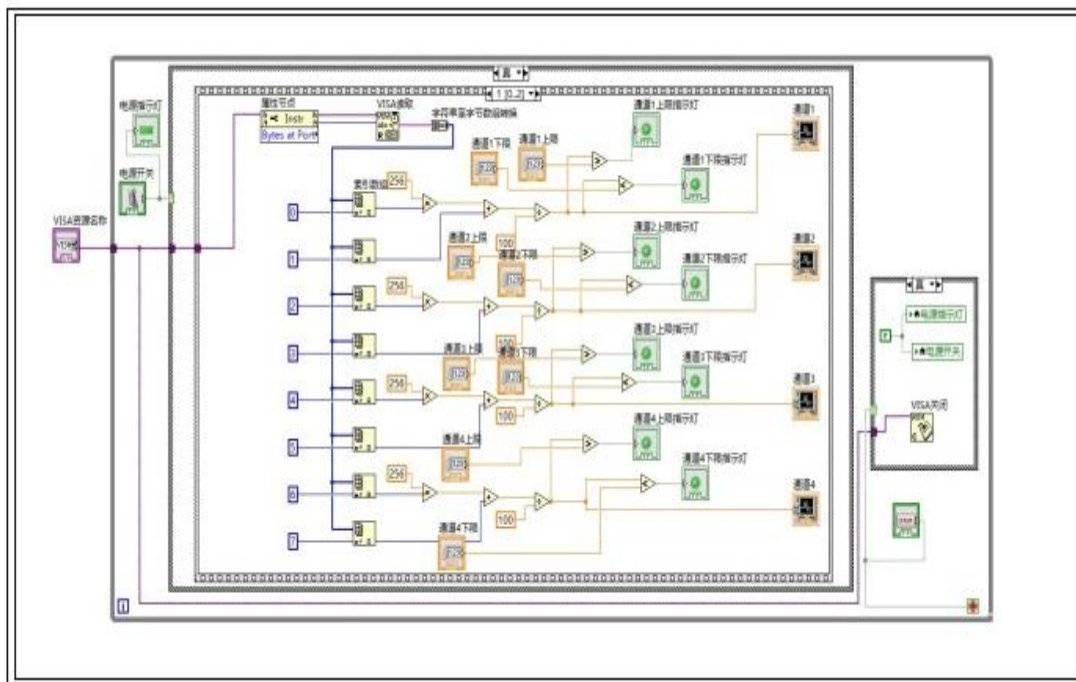 真
1 [0..2]
电源指示灯
属性节点
VISA读取
字符串至字节数组转换
Instr
Bytes at Port
通道1上限指示灯
通道1
通道1下限
通道1上限
通道1下限指示灯
电源开关
索引数组
256
0
100
VISA资源名称
通道2上限指示灯
通道2
通道2上限
通道2下限
通道2下限指示灯
1
256
2
真
电源指示灯
电源开关
100
通道3上限指示灯
通道3下限
通道3下限指示灯
256
4
通道3
100
VISA关闭
5
通道4上限指示灯
通道4上限
通道4下限指示灯
256
6
通道4
100
7
通道4下限
STOP
i